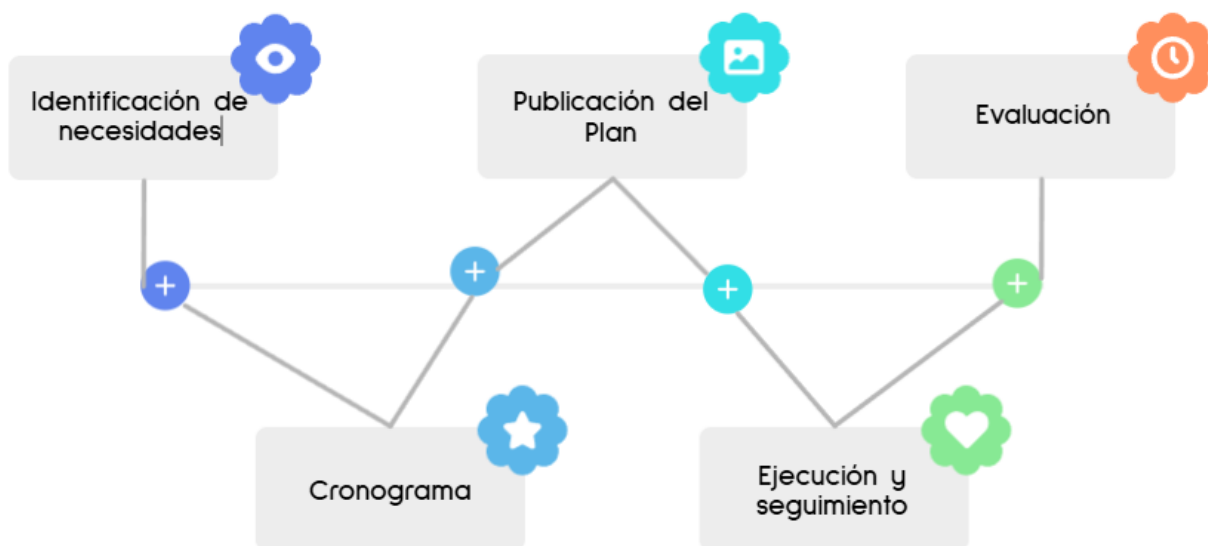 Identificación de
necesidades
Publicación del
Plan
Evaluación
Cronograma
Ejecución y
seguimiento